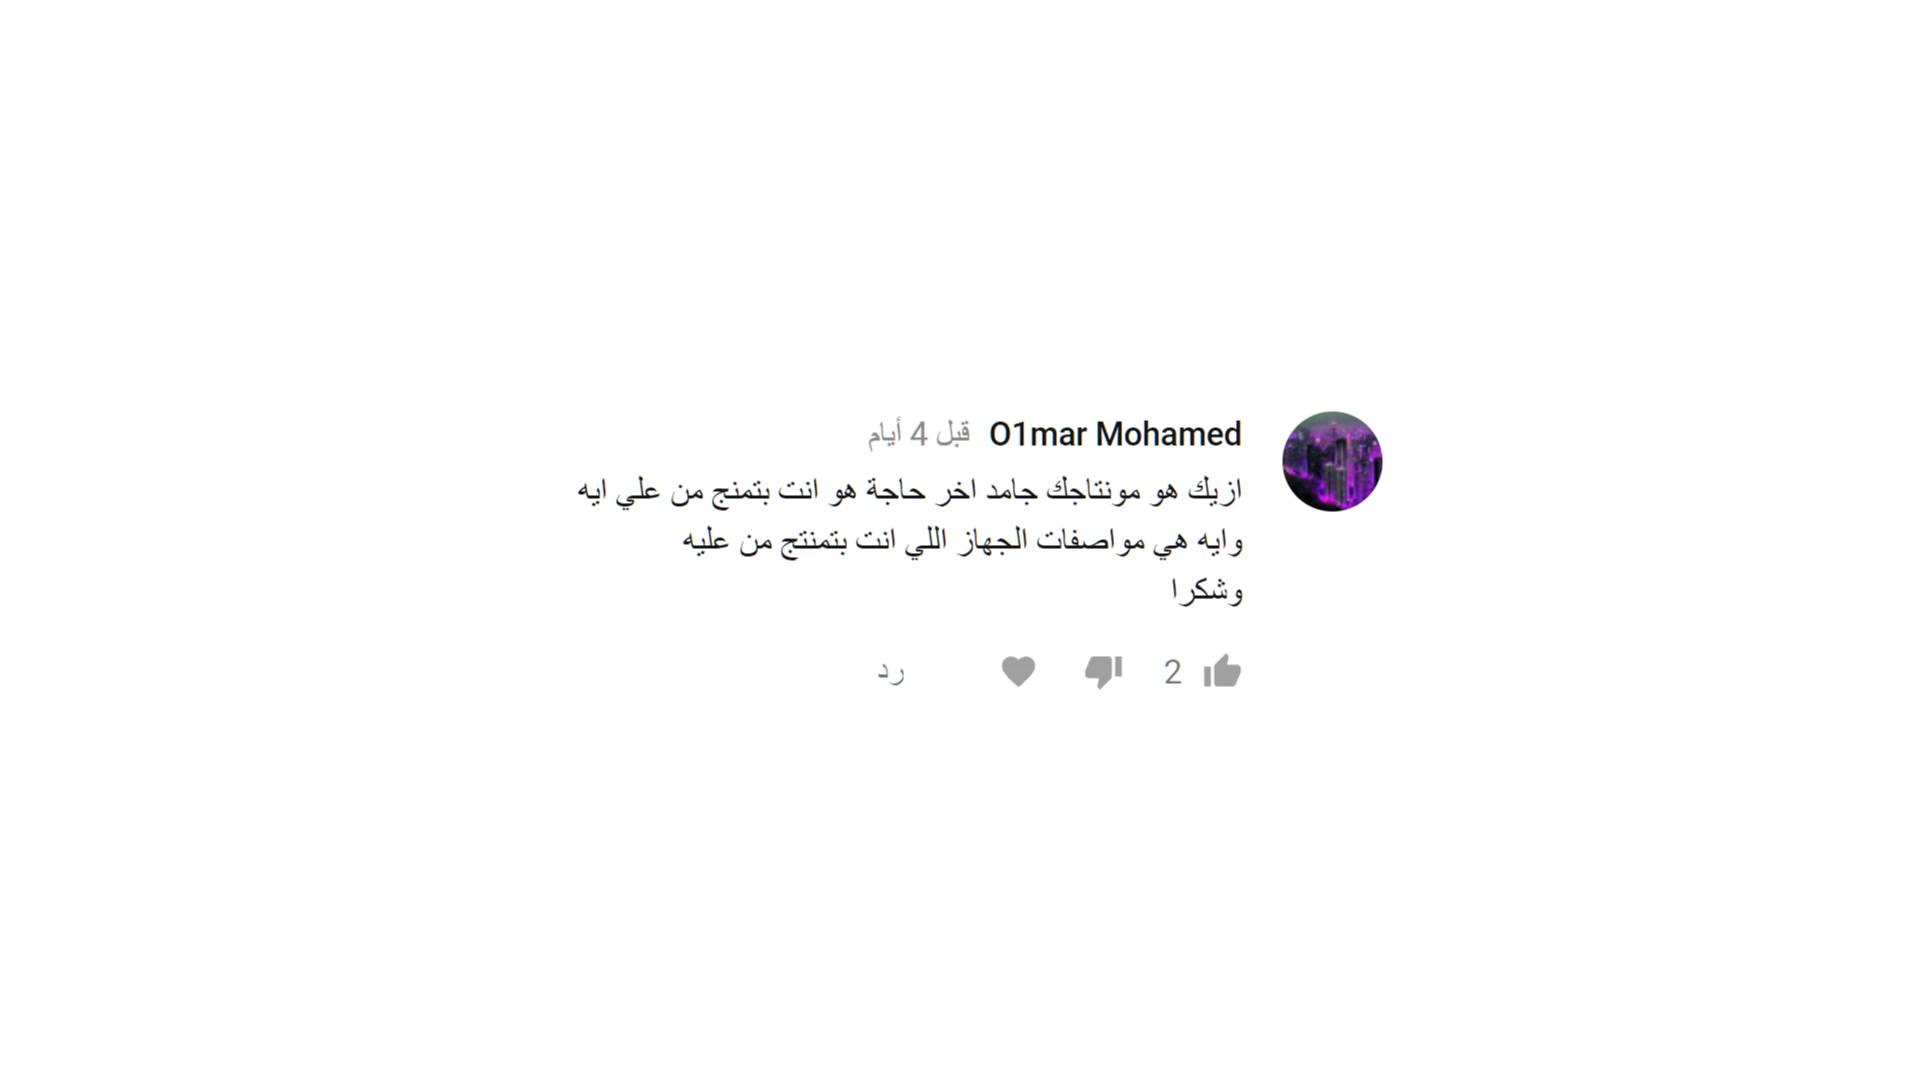 O1mar Mohamed قبل 4 أيام
ازيك هو مونتاجك جامد اخر حاجة هو انت بتمنج من علي ايه
وايه هي مواصفات الجهاز اللي انت بتمنتج من عليه
وشكرا
2 رد